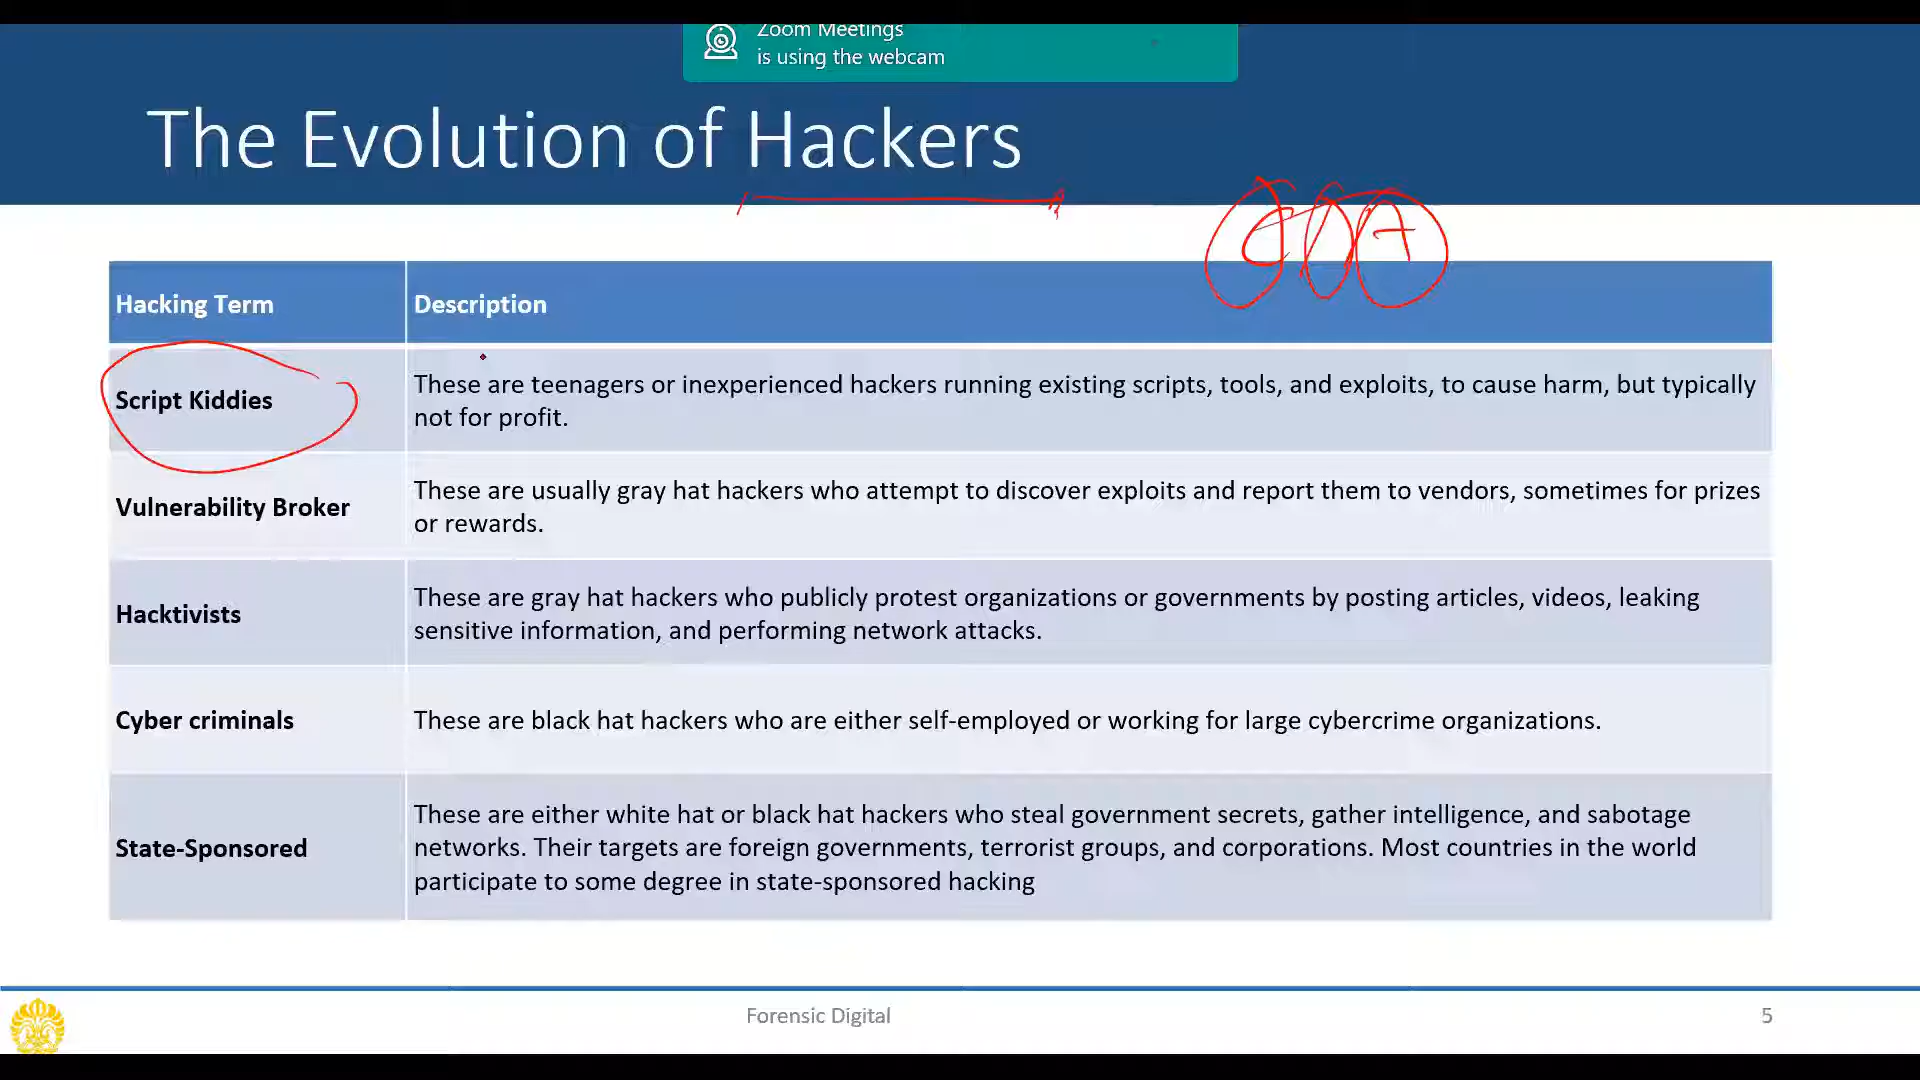 Zoom Meetings
is using the webcam
The Evolution of Hackers
CIA
Hacking Term
Description
Script Kiddies
These are teenagers or inexperienced hackers running existing scripts, tools, and exploits, to cause harm, but typically
not for profit.
Vulnerability Broker
These are usually gray hat hackers who attempt to discover exploits and report them to vendors, sometimes for prizes
or rewards.
Hacktivists
These are gray hat hackers who publicly protest organizations or governments by posting articles, videos, leaking
sensitive information, and performing network attacks.
Cyber criminals
These are black hat hackers who are either self-employed or working for large cybercrime organizations.
State-Sponsored
These are either white hat or black hat hackers who steal government secrets, gather intelligence, and sabotage
networks. Their targets are foreign governments, terrorist groups, and corporations. Most countries in the world
participate to some degree in state-sponsored hacking
Forensic Digital
5